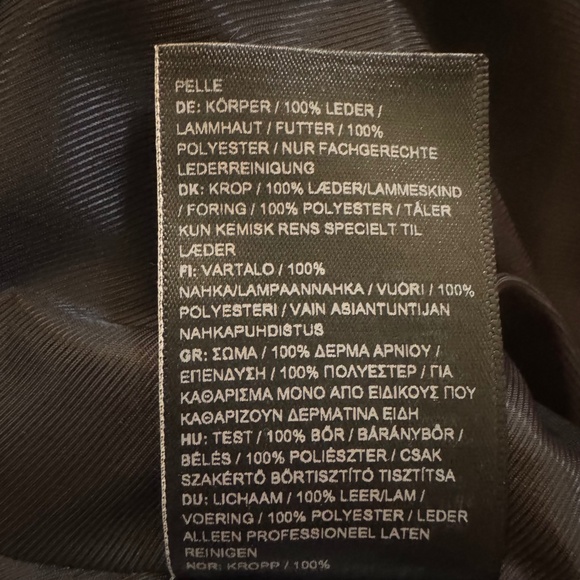 PELLE
DE: KÖRPER / 100% LEDER /
LAMMHAUT / FUTTER / 100%
POLYESTER / NUR FACHGERECHTE
LEDERREINIGUNG
DK: KROP / 100% LÆDER/LAMMESKIND
/ FORING / 100% POLYESTER / TÅLER
KUN KEMISK RENS SPECIELT TIL
LÆDER
FI: VARTALO / 100%
NAHKA/LAMPAANNAHKA / VUORI / 100%
POLYESTERI / VAIN ASIANTUNTIJAN
NAHKAPUHDISTUS
GR: ΣΩΜΑ / 100% ΔΕΡΜΑ ΑΡΝΙΟΥ /
ΕΠΕΝΔΥΣΗ / 100% ΠΟΛΥΕΣΤΕΡ / ΓΙΑ
ΚΑΘΑΡΙΣΜΑ ΜΟΝΟ ΑΠΟ ΕΙΔΙΚΟΥΣ ΠΟΥ
ΚΑΘΑΡΙΖΟΥΝ ΔΕΡΜΑΤΙΝΑ ΕΙΔΗ
HU: TEST / 100% BŐR / BÁRÁNYBŐR /
BÉLÉS / 100% POLIÉSZTER / CSAK
SZAKÉRTŐ BŐRTISZTÍTÓ TISZTÍTSA
DU: LICHAAM / 100% LEER/LAM /
VOERING / 100% POLYESTER / LEDER
ALLEEN PROFESSIONEEL LATEN
REINIGEN
NOR: KROPP / 100%